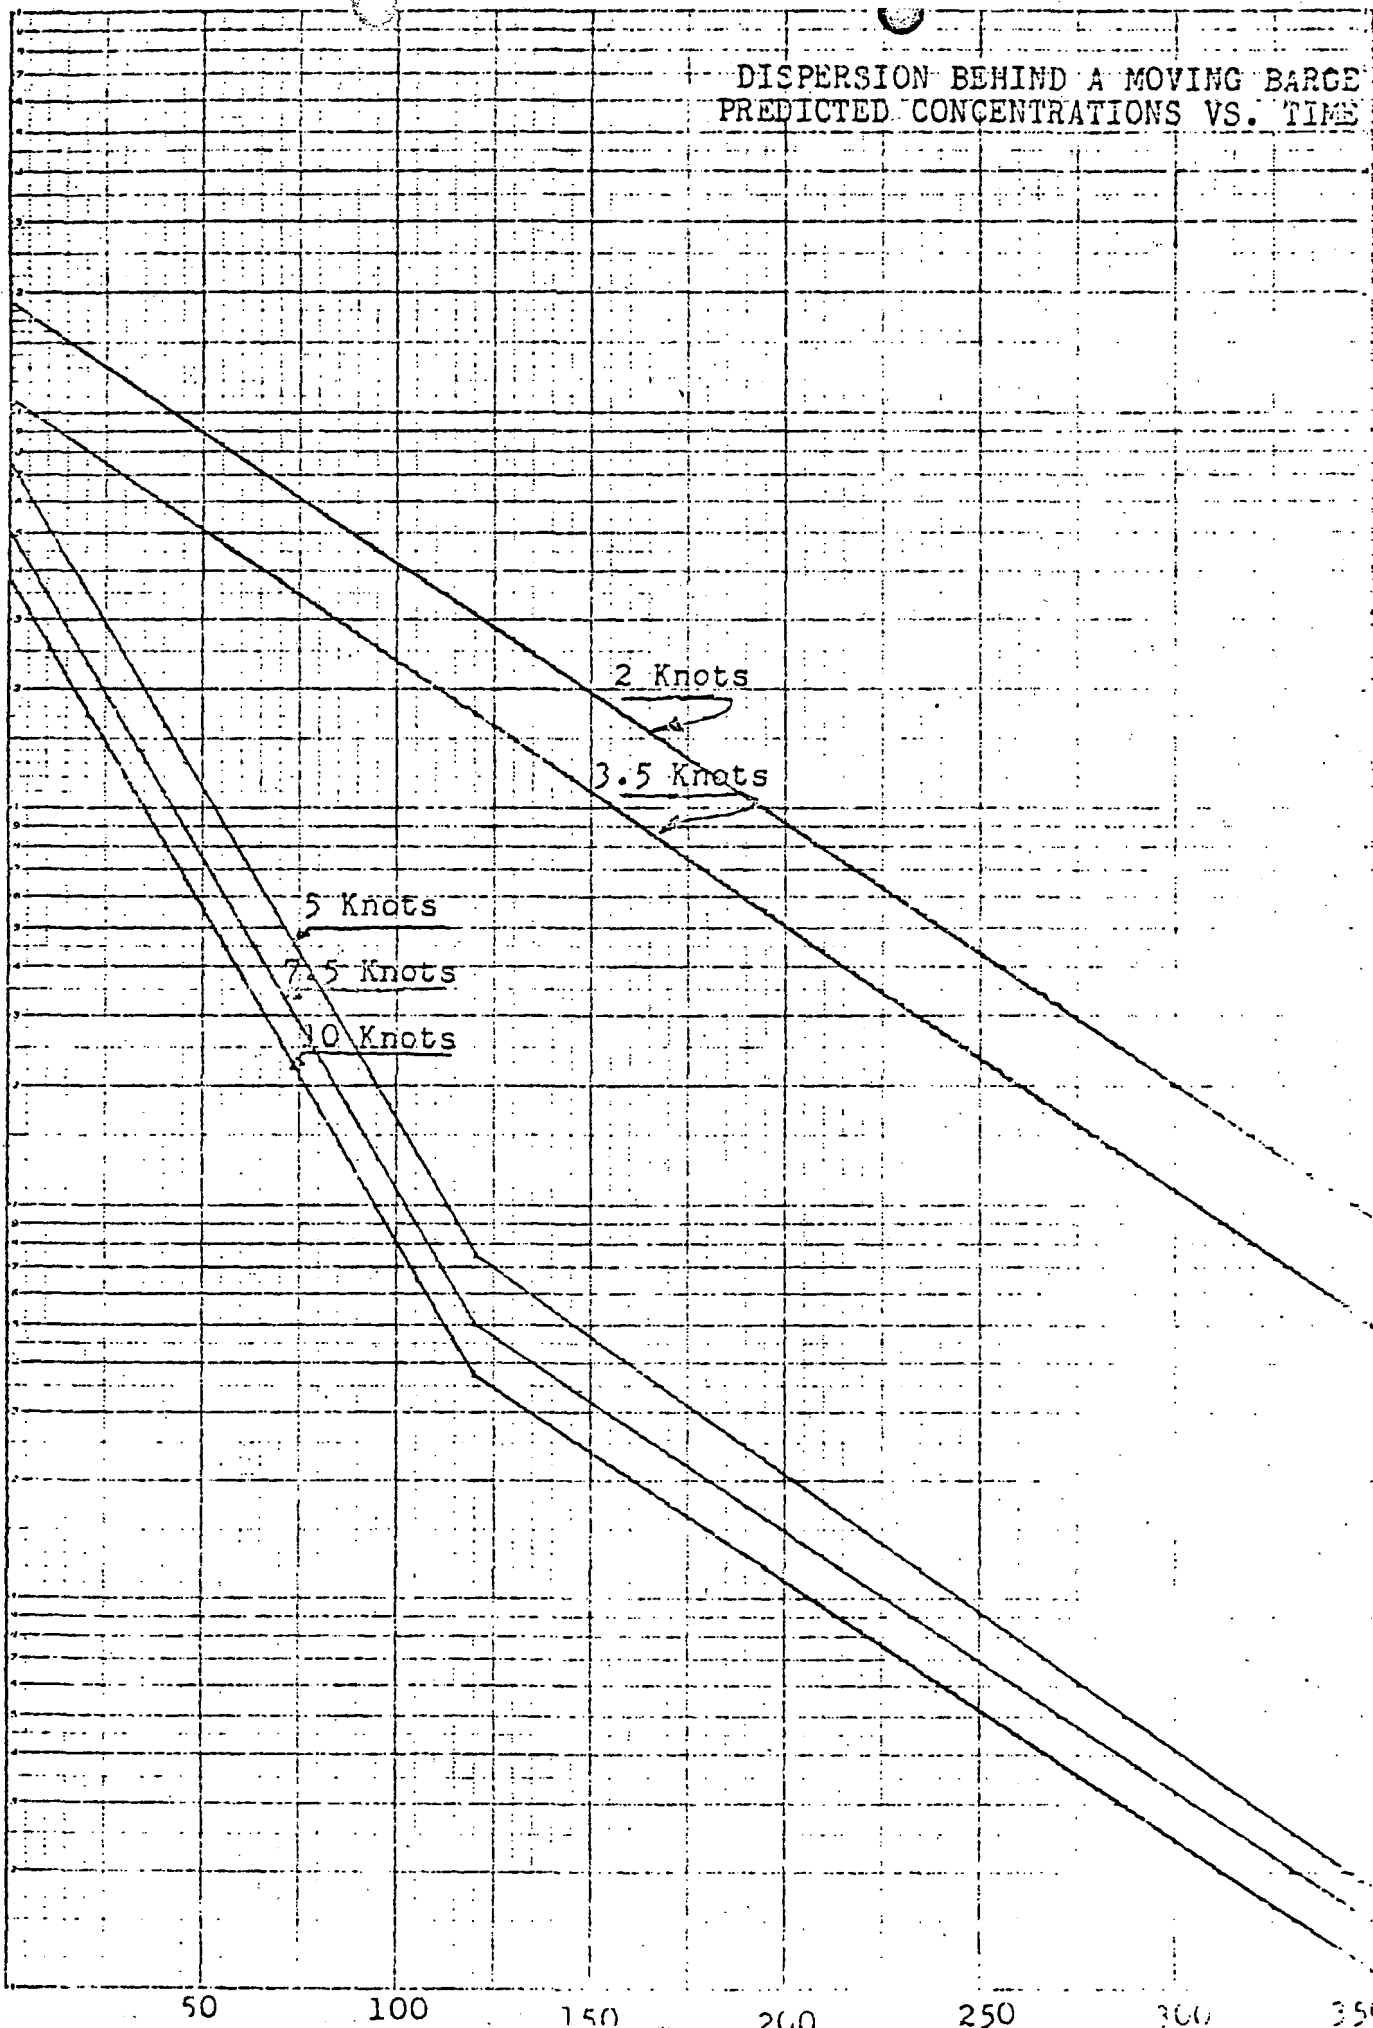 DISPERSION BEHIND A MOVING BARGE
PREDICTED CONCENTRATIONS VS. TIME
2 Knots
3.5 Knots
5 Knots
7.5 Knots
10 Knots
50 100 150 200 250 300